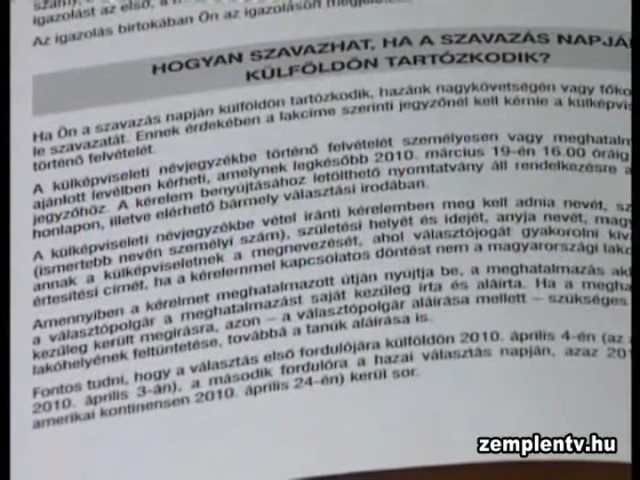 igazolást az első, a
Az igazolás birtokában Ön az igazoláson
HOGYAN SZAVAZHAT, HA A SZAVAZÁS NAPJÁN
KÜLFÖLDÖN TARTÓZKODIK?
Ha Ön a szavazás napján külföldön tartózkodik, hazánk nagykövetségén vagy
le szavazatát. Ennek érdekében a lakcíme szerinti jegyzőnél kell kérnie a
történő felvételét.
A külképviseleti névjegyzékbe történő felvételét személyesen vagy
ajánlott levélben kérheti, amelynek legkésőbb 2010. március 19-én 16.00 óráig
jegyzőhöz. A kérelem benyújtásához letölthető nyomtatvány áll rendelkezésre a
honlapon, illetve elérhető bármely választási irodában.
A külképviseleti névjegyzékbe vétel iránti kérelemben meg kell adnia nevét,
(ismertebb nevén személyi szám), születési helyét és idejét, anyja nevét,
annak a külképviseletnek a megnevezését, ahol választójogát gyakorolni
értesítési címét, ha a kérelemmel kapcsolatos döntést nem a magyarországi
Amennyiben a kérelmet meghatalmazott útján nyújtja be, a meghatalmazás
a választópolgár a meghatalmazást saját kezűleg írta és aláírta. Ha a
kezűleg került megírásra, azon – a választópolgár aláírása mellett – szükséges
lakóhelyének feltüntetése, továbbá a tanúk aláírása is.
Fontos tudni, hogy a választás első fordulójára külföldön 2010. április 4-én (az
2010. április 3-án), a második fordulóra a hazai választás napján, azaz
amerikai kontinensen 2010. április 24-én) kerül sor.
zemplentv.hu